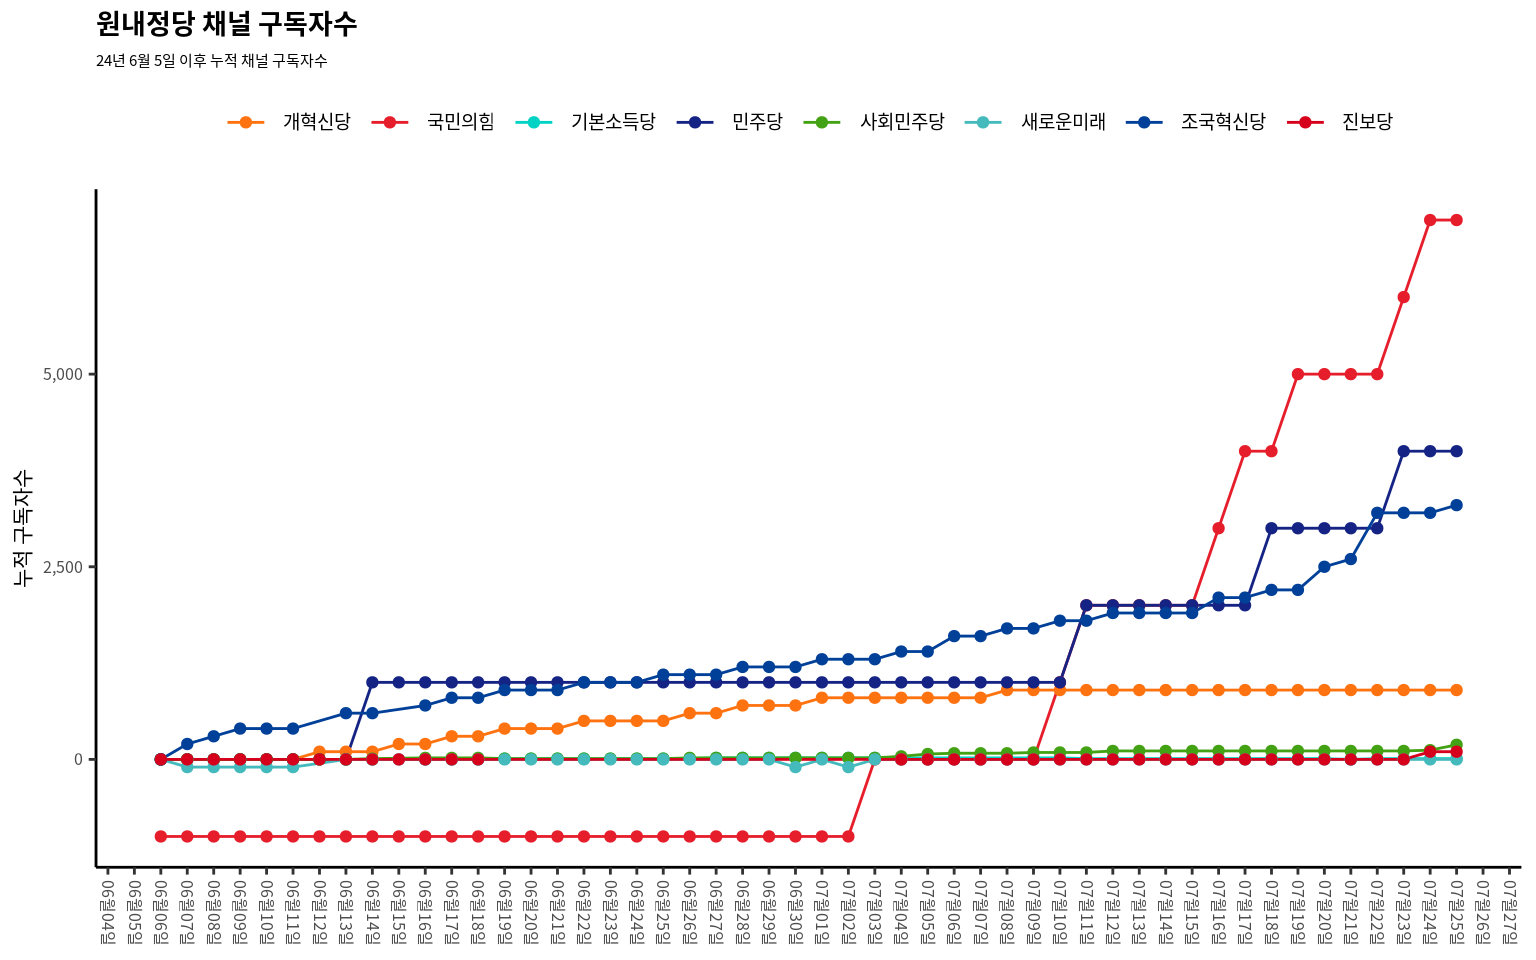 원내정당 채널 구독자수
24년 6월 5일 이후 누적 채널 구독자수
개혁신당 국민의힘 기본소득당 민주당 사회민주당 새로운미래 조국혁신당 진보당
누적 구독자수
5,000
2,500
0
06월04일 06월05일 06월06일 06월07일 06월08일 06월09일 06월10일 06월11일 06월12일 06월13일 06월14일 06월15일 06월16일 06월17일 06월18일 06월19일 06월20일 06월21일 06월22일 06월23일 06월24일 06월25일 06월26일 06월27일 06월28일 06월29일 06월30일 07월01일 07월02일 07월03일 07월04일 07월05일 07월06일 07월07일 07월08일 07월09일 07월10일 07월11일 07월12일 07월13일 07월14일 07월15일 07월16일 07월17일 07월18일 07월19일 07월20일 07월21일 07월22일 07월23일 07월24일 07월25일 07월26일 07월27일